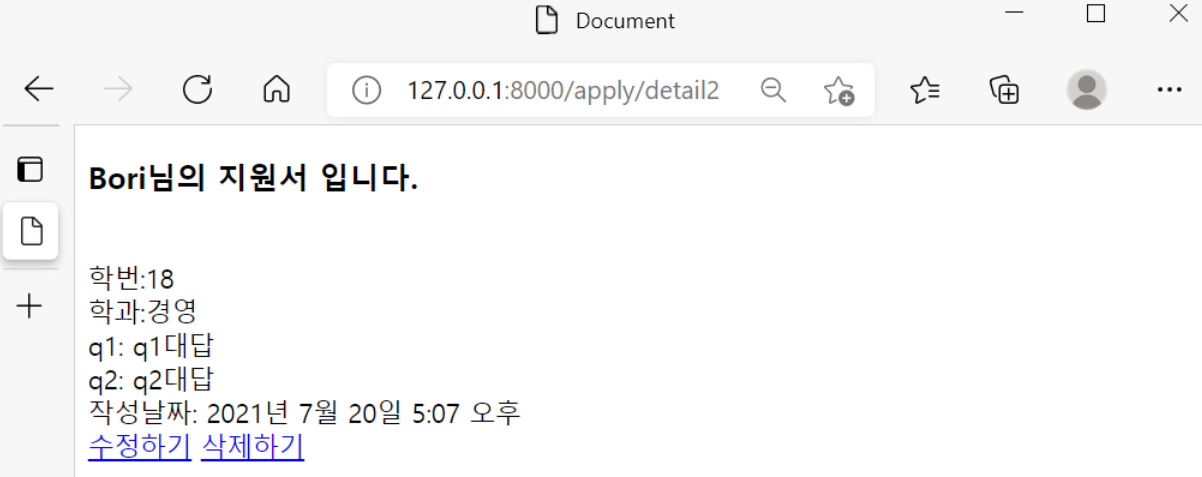 Document
127.0.0.1:8000/apply/detail2
Bori님의 지원서 입니다.
학번:18
학과:경영
q1: q1대답
q2: q2대답
작성날짜: 2021년 7월 20일 5:07 오후
수정하기 삭제하기